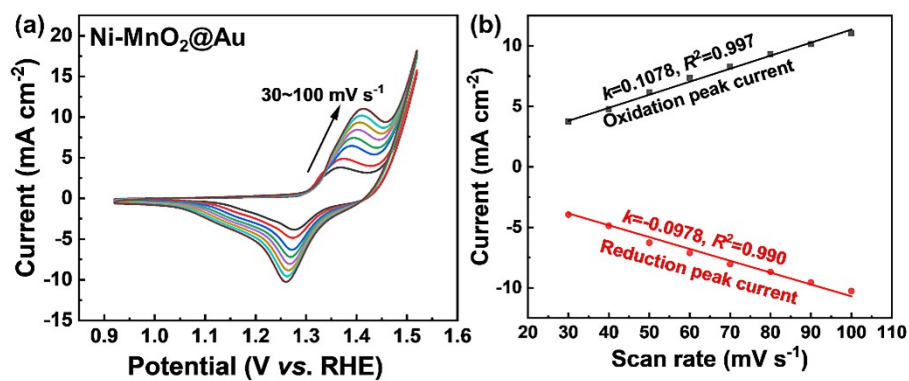 (a)
Ni-MnO₂@Au
30~100 mV s⁻¹
Current (mA cm⁻²)
20
15
10
5
0
-5
-10
-15
0.9 1.0 1.1 1.2 1.3 1.4 1.5 1.6
Potential (V vs. RHE)
(b)
k=0.1078, R²=0.997
Oxidation peak current
k=-0.0978, R²=0.990
Reduction peak current
Current (mA cm⁻²)
10
5
0
-5
-10
30 40 50 60 70 80 90 100 110
Scan rate (mV s⁻¹)